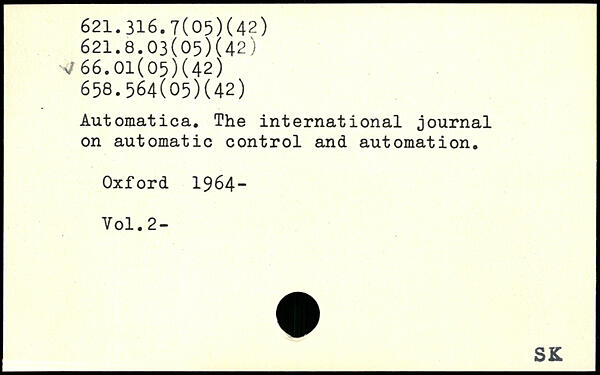 621.316.7(05)(42)
621.8.03(05)(42)
66.01(05)(42)
658.564(05)(42)
Automatica. The international journal
on automatic control and automation.
Oxford 1964-
Vol.2-
SK